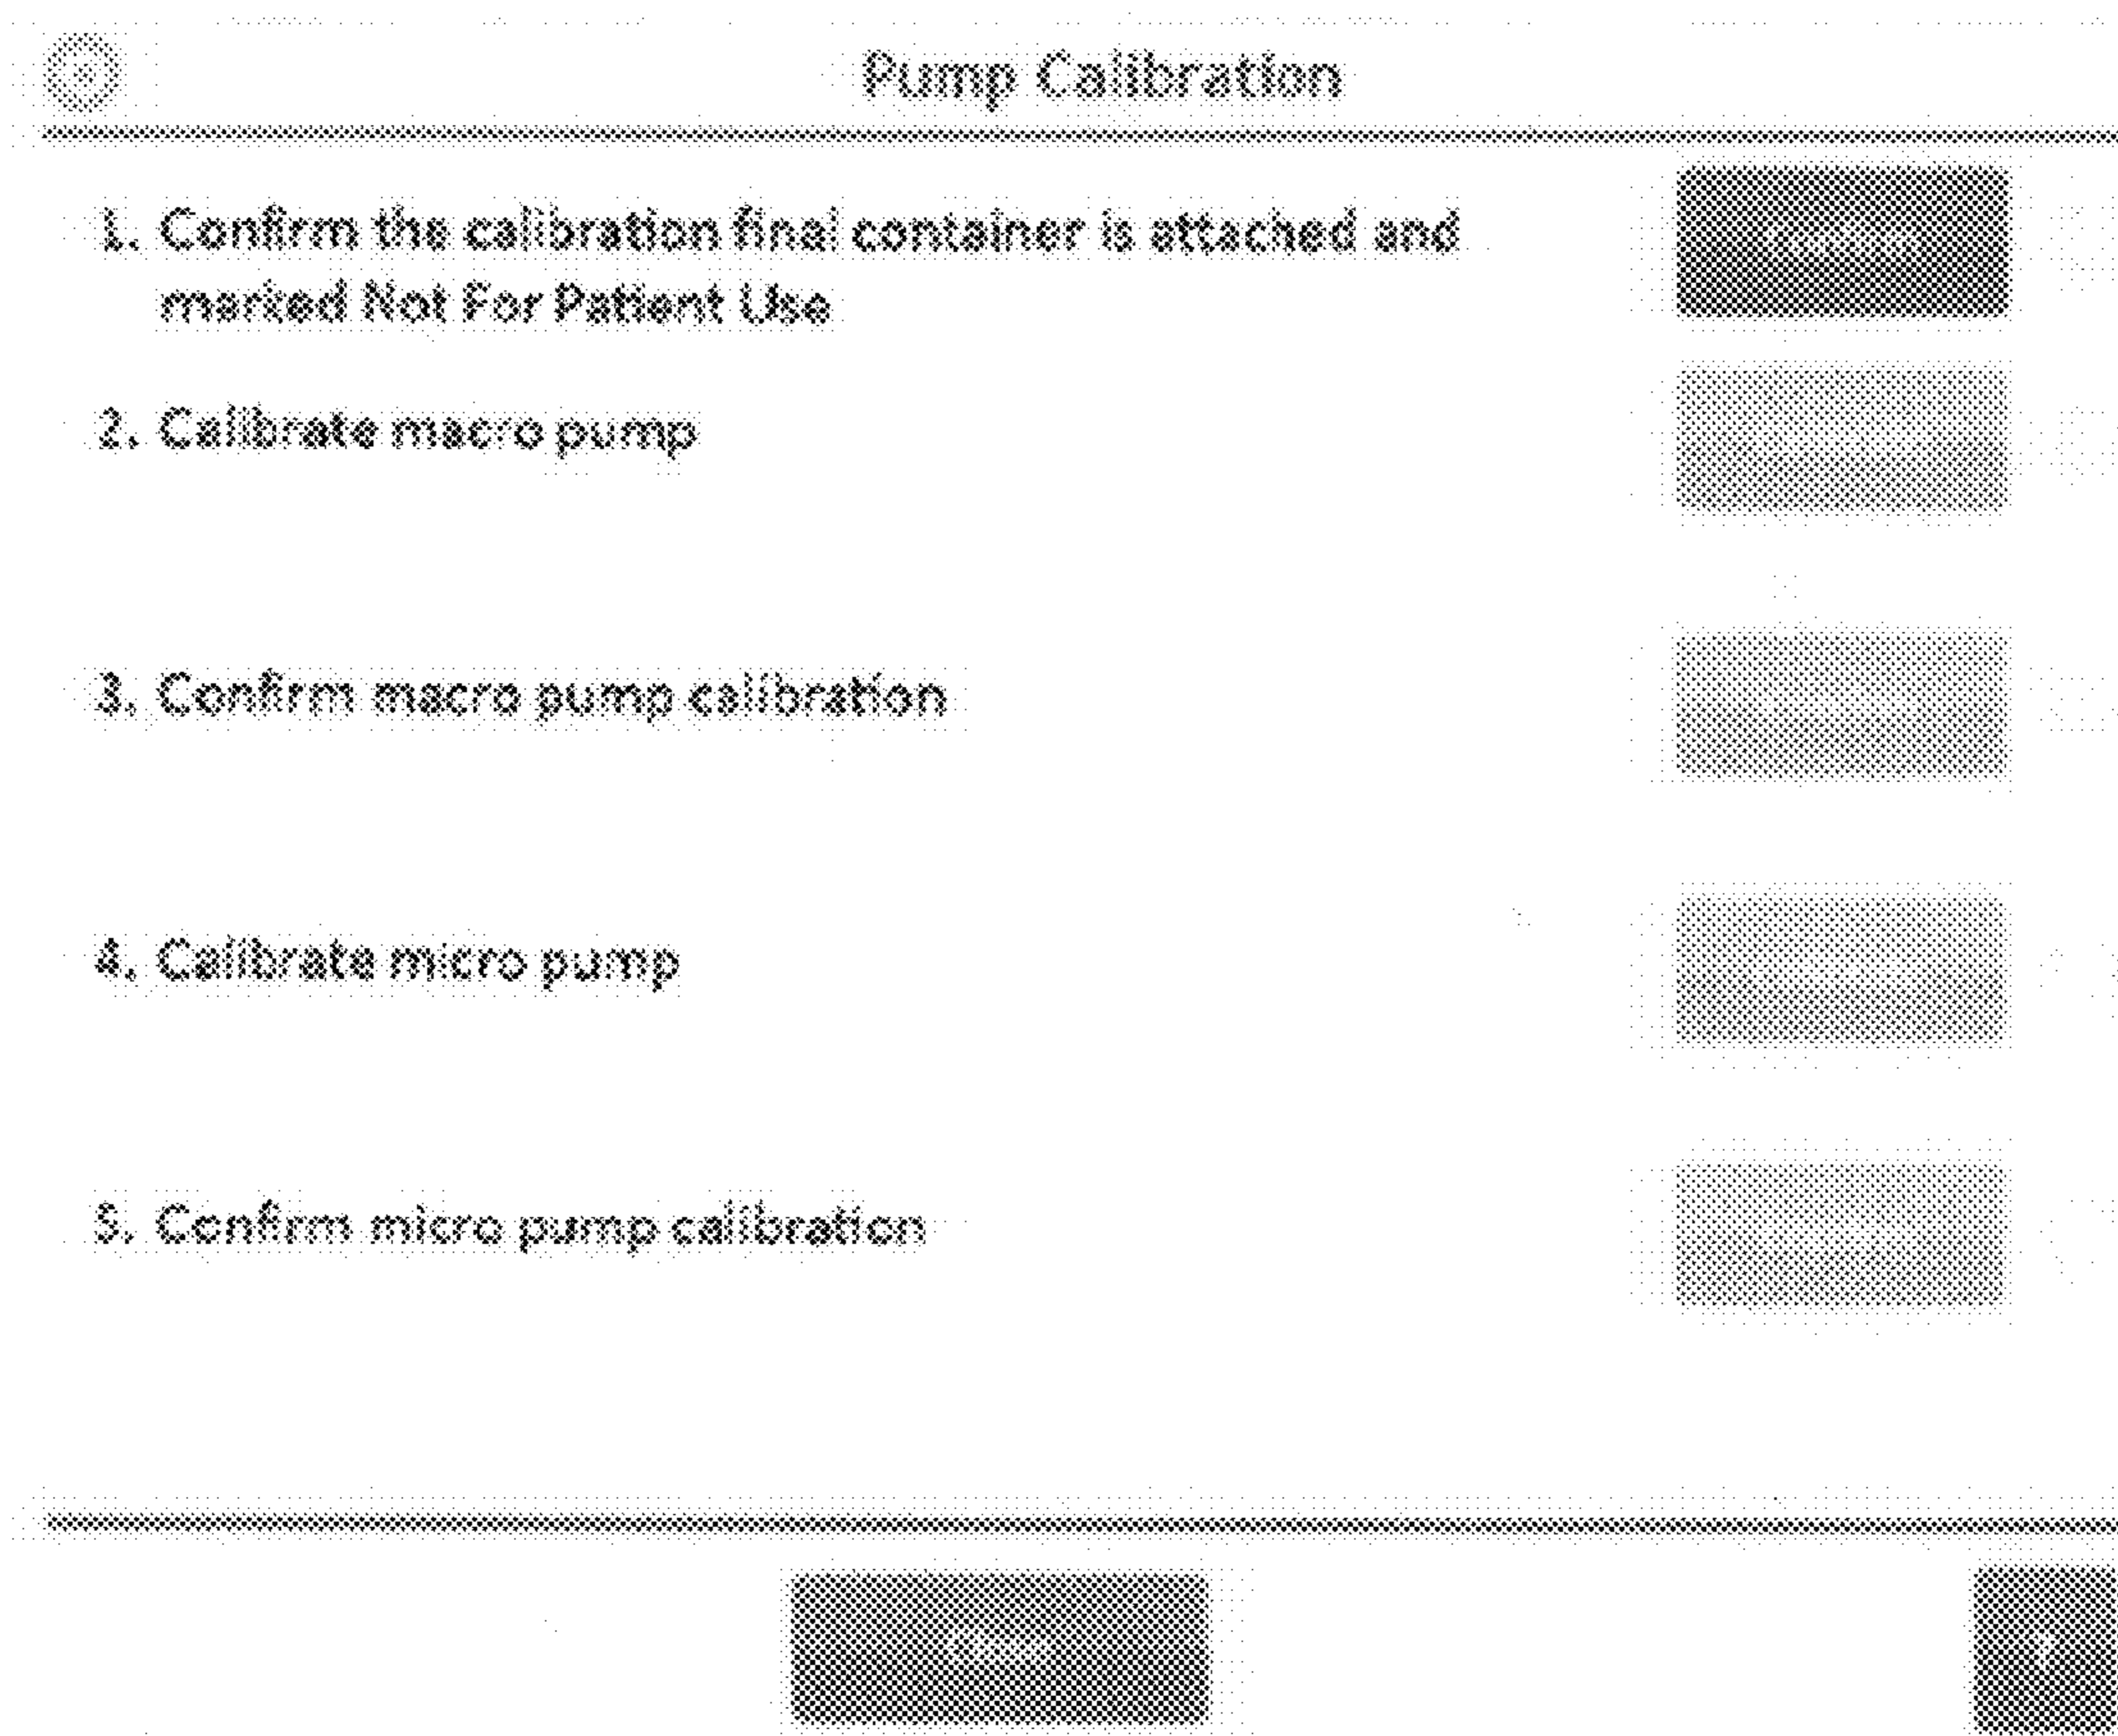 Pump Calibration
1. Confirm the calibration final container is attached and
marked Not For Patient Use
2. Calibrate macro pump
3. Confirm macro pump calibration
4. Calibrate micro pump
5. Confirm micro pump calibration
?